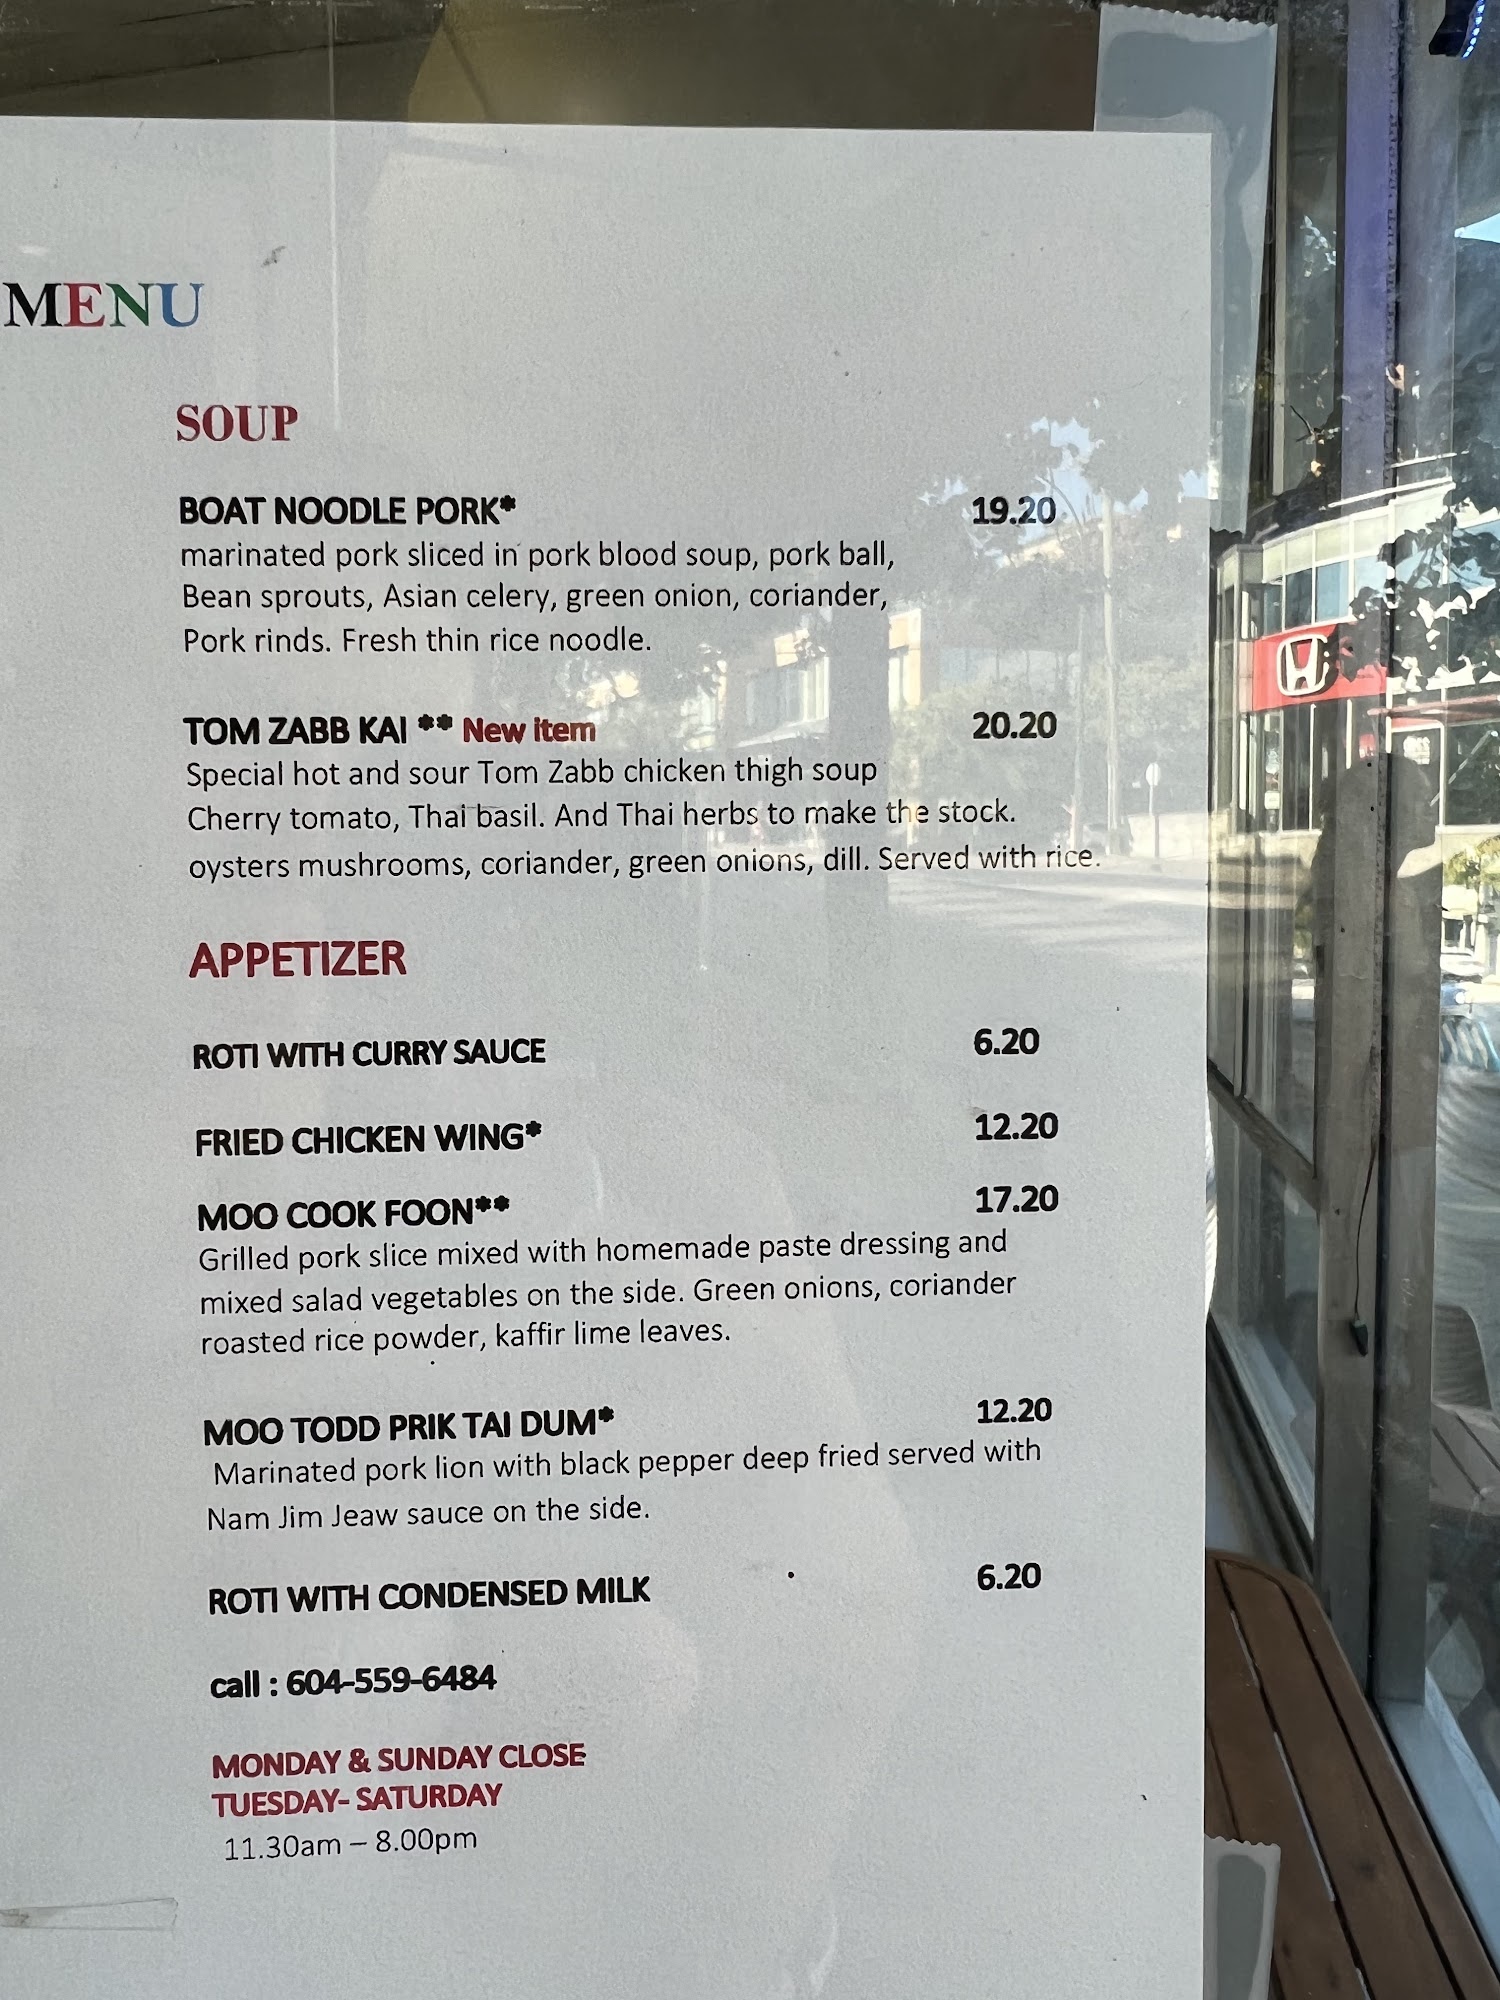 MENU
SOUP
BOAT NOODLE PORK* 19.20
marinated pork sliced in pork blood soup, pork ball,
Bean sprouts, Asian celery, green onion, coriander,
Pork rinds. Fresh thin rice noodle.
TOM ZABB KAI ** New item 20.20
Special hot and sour Tom Zabb chicken thigh soup
Cherry tomato, Thai basil. And Thai herbs to make the stock.
oysters mushrooms, coriander, green onions, dill. Served with rice.
APPETIZER
ROTI WITH CURRY SAUCE 6.20
FRIED CHICKEN WING* 12.20
MOO COOK FOON** 17.20
Grilled pork slice mixed with homemade paste dressing and
mixed salad vegetables on the side. Green onions, coriander
roasted rice powder, kaffir lime leaves.
MOO TODD PRIK TAI DUM* 12.20
Marinated pork lion with black pepper deep fried served with
Nam Jim Jeaw sauce on the side.
ROTI WITH CONDENSED MILK 6.20
call : 604-559-6484
MONDAY & SUNDAY CLOSE
TUESDAY- SATURDAY
11.30am – 8.00pm